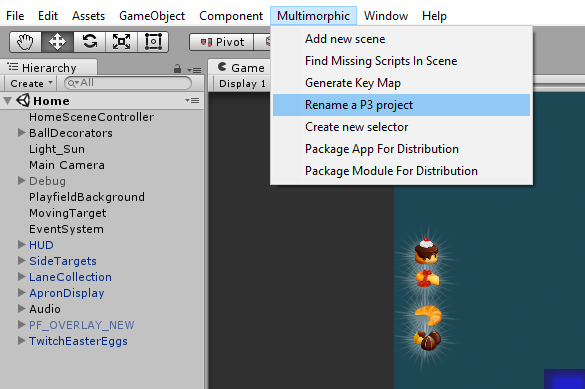 File Edit Assets GameObject Component Multimorphic Window Help
Pivot
Hierarchy
Create All
Home
HomeSceneController
BallDecorators
Light_Sun
Main Camera
Debug
PlayfieldBackground
MovingTarget
EventSystem
HUD
SideTargets
LaneCollection
ApronDisplay
Audio
PF_OVERLAY_NEW
TwitchEasterEggs
Game
Display 1
Add new scene
Find Missing Scripts In Scene
Generate Key Map
Rename a P3 project
Create new selector
Package App For Distribution
Package Module For Distribution